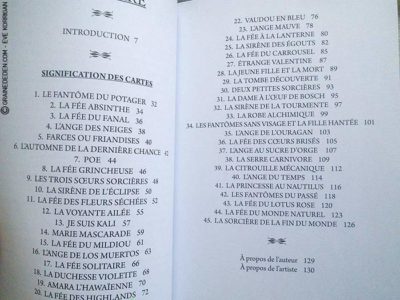 INTRODUCTION 7
SIGNIFICATION DES CARTES
1. LE FANTÔME DU POTAGER 32
2. LA FÉE ABSINTHE 34
3. LA FÉE DU FANAL 36
4. L'ANGE DES NEIGES 38
5. FARCES OU FRIANDISES 40
6. L'AUTOMNE DE LA DERNIÈRE CHANCE 42
7. POE 44
8. LA FÉE GRINCHEUSE 46
9. LES TROIS SŒURS SORCIÈRES 48
10. LA SIRÈNE DE L'ÉCLIPSE 50
11. LA FÉE DES FLEURS SÉCHÉES 53
12. LA VOYANTE AILÉE 55
13. JE SUIS KALI 57
14. MARIE MASCARADE 59
15. LA FÉE DU MILDIOU 61
16. L'ANGE DE LOS MUERTOS 63
17. LA FÉE SOLITAIRE 64
18. LA DUCHESSE VIOLETTE 66
19. AMARA L'HAWAÏENNE 68
20. LA FÉE DES HIGHLANDS
22. VAUDOU EN BLEU 76
23. L'ANGE MAUVE 78
24. LA FÉE À LA LANTERNE 80
25. LA SIRÈNE DES ÉGOUTS 82
26. LA FÉE DU CARROUSEL 85
27. ÉTRANGE VALENTINE 87
28. LA JEUNE FILLE ET LA MORT 89
29. LA TOMBE DÉCOUVERTE 91
30. DEUX PETITES SORCIÈRES 93
31. LA DAME À L'ŒUF DE BOSCH 95
32. LA SIRÈNE DE LA TOURMENTE 97
33. LA ROBE ALCHIMIQUE 99
34. LES FANTÔMES SAN VISAGE ET LA FILLE HANTÉE 101
35. L'ANGE DE L'OURAGAN 103
36. LA FÉE DES CŒURS BRISÉS 105
37. L'ANGE AU SUCRE D'ORGE 107
38. LA SERRE CARNIVORE 109
39. LA CITROUILLE MÉCANIQUE 112
40. L'ANGE DU TEMPS 114
41. LA PRINCESSE AU NAUTILUS 116
42. LES FANTÔMES DU PASSÉ 118
43. LA FÉE DU LOTUS ROSE 121
44. LA FÉE DU MONDE NATUREL 123
45. LA SORCIÈRE DE LA FIN DU MONDE 126
À propos de l'auteur 129
À propos de l'artiste 130
© GRAINEDEDEN.COM - EVE KORRIGAN